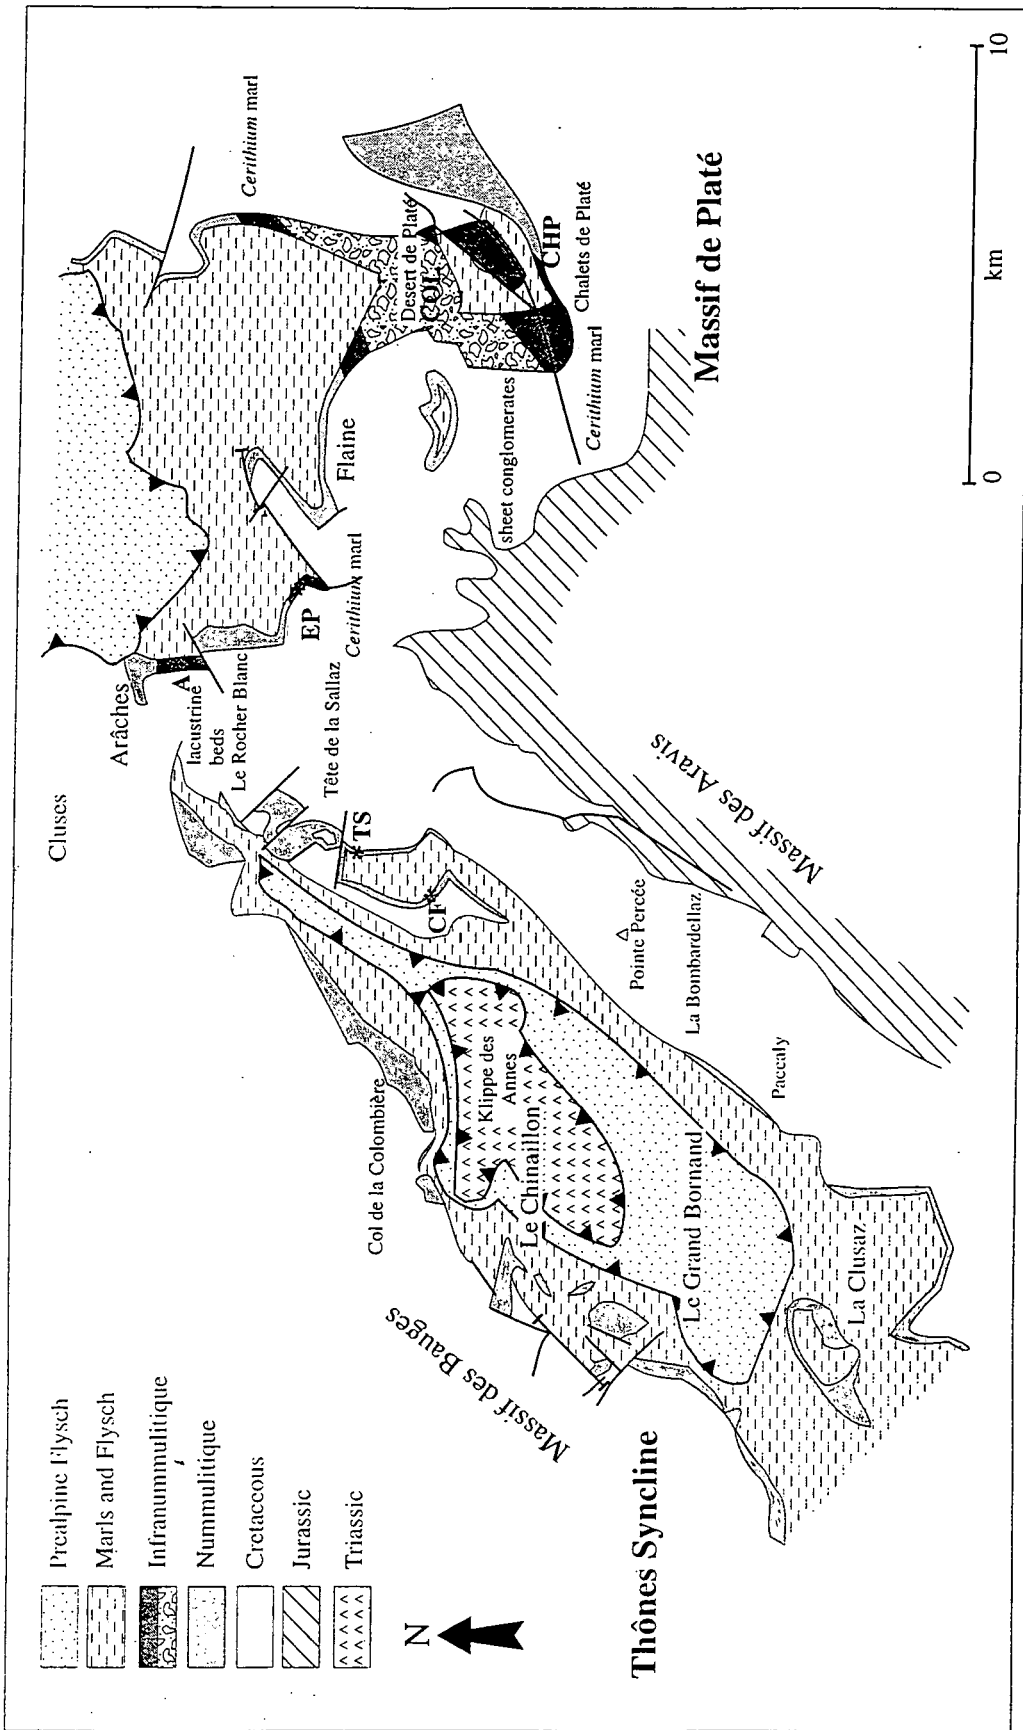 Prealpine Flysch
Marls and Flysch
Infranummulitique
Nummulitique
Cretaceous
Jurassic
Triassic
N
Thônes Syncline
Massif des Bauges
Col de la Colombière
Cluses
Klippe des
Annes
Le Chinaillon
Le Grand Bornand
La Clusaz
Paccaly
La Bombardellaz
Pointe Percée
Massif des Aravis
CF
TS
Tête de la Sallaz
Le Rocher Blanc
lacustrine
beds
A
Arâches
EP
Cerithium marl
Flaine
sheet conglomerates
Cerithium marl
Desert de Platé
COL
CHP
Chalets de Platé
Cerithium marl
Massif de Platé
0
km
10